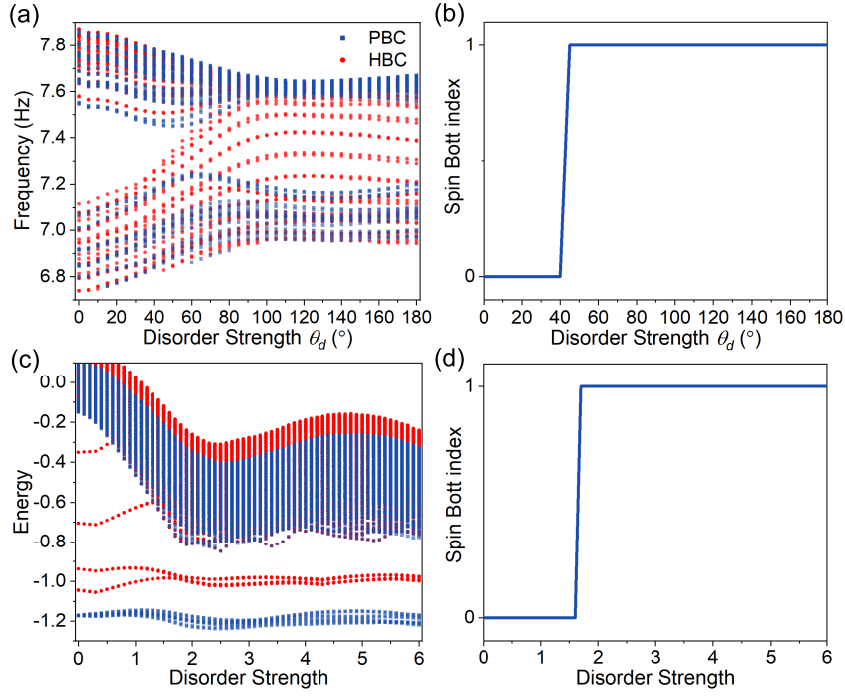 (a)
PBC
HBC
Frequency (Hz)
7.8
7.6
7.4
7.2
7.0
6.8
0 20 40 60 80 100 120 140 160 180
Disorder Strength θd (°)
(b)
Spin Bott index
1
0
0 20 40 60 80 100 120 140 160 180
Disorder Strength θd (°)
(c)
Energy
0.0
-0.2
-0.4
-0.6
-0.8
-1.0
-1.2
0 1 2 3 4 5 6
Disorder Strength
(d)
Spin Bott index
1
0
0 1 2 3 4 5 6
Disorder Strength